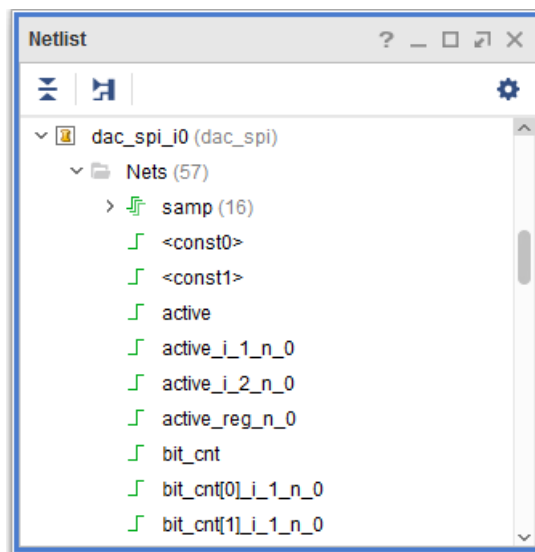 Netlist
dac_spi_i0 (dac_spi)
Nets (57)
samp (16)
<const0>
<const1>
active
active_i_1_n_0
active_i_2_n_0
active_reg_n_0
bit_cnt
bit_cnt[0]_i_1_n_0
bit_cnt[1]_i_1_n_0